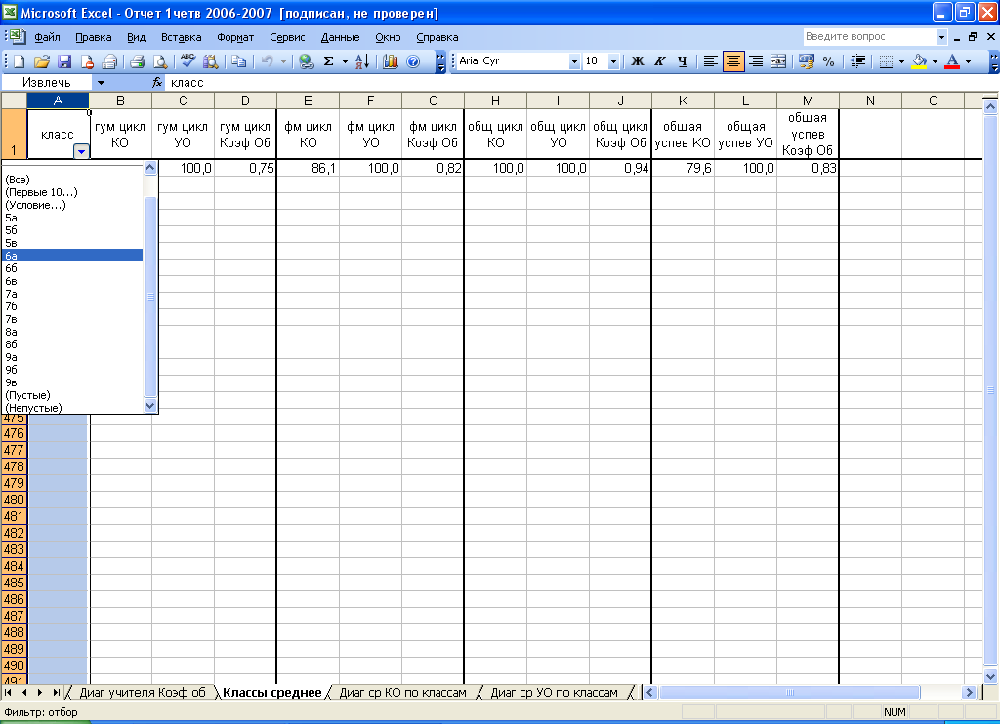 Microsoft Excel - Отчет 1четв 2006-2007 [подписан, не проверен]
Файл Правка Вид Вставка Формат Сервис Данные Окно Справка Введите вопрос
Arial Cyr 10 Ж К Ч
Извлечь fx класс
A B C D E F G H I J K L M N O
1 класс гум цикл КО гум цикл УО гум цикл Коэф Об фм цикл КО фм цикл УО фм цикл Коэф Об общ цикл КО общ цикл УО общ цикл Коэф Об общая успев КО общая успев УО общая успев Коэф Об
100,0 0,75 86,1 100,0 0,82 100,0 100,0 0,94 79,6 100,0 0,83
(Все)
(Первые 10...)
(Условие...)
5а
5б
5в
6а
6б
6в
7а
7б
7в
8а
8б
9а
9б
9в
(Пустые)
(Непустые)
475
476
477
478
479
480
481
482
483
484
485
486
487
488
489
490
491
Диаг учителя Коэф об Классы среднее Диаг ср КО по классам Диаг ср УО по классам
Фильтр: отбор NUM